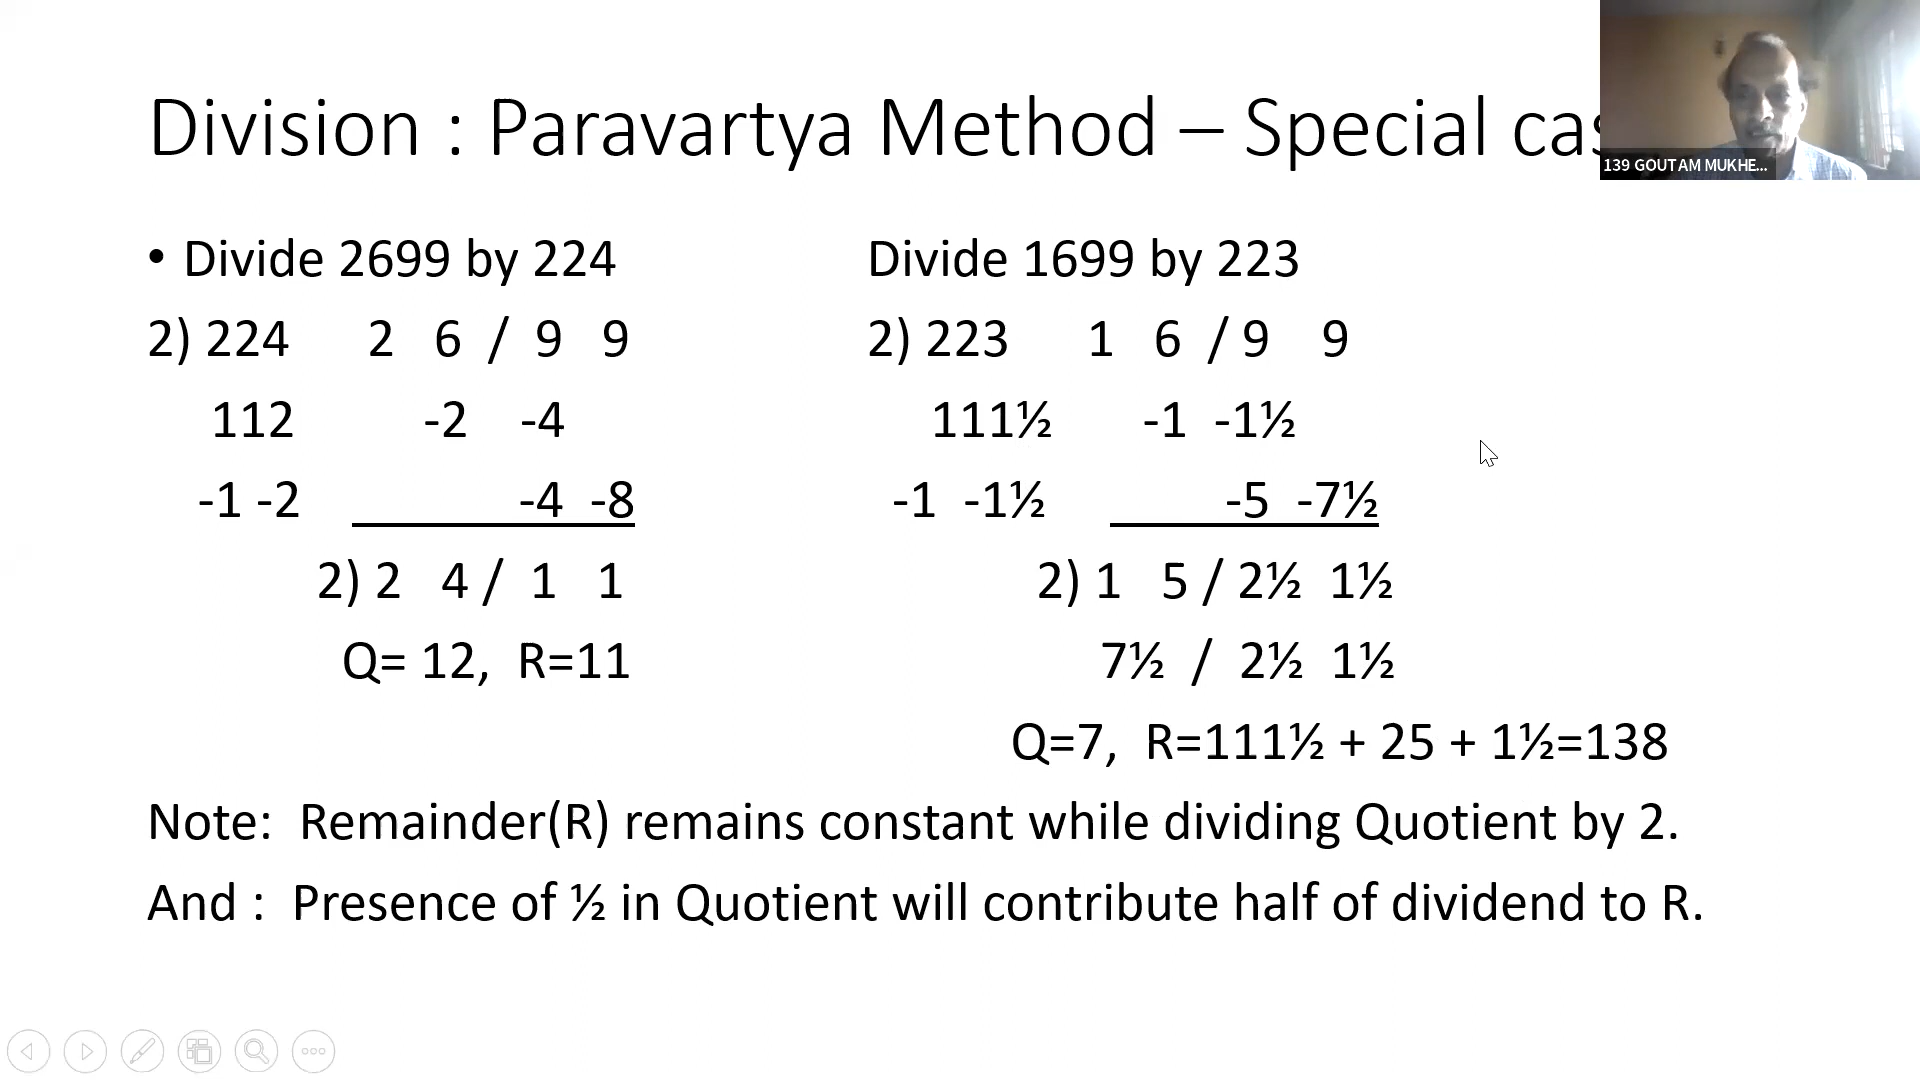 Division : Paravartya Method – Special cas
139 GOUTAM MUKHE...
• Divide 2699 by 224 Divide 1699 by 223
2) 224 2 6 / 9 9 2) 223 1 6 / 9 9
112 -2 -4 111½ -1 -1½
-1 -2 -4 -8 -1 -1½ -5 -7½
2) 2 4 / 1 1 2) 1 5 / 2½ 1½
Q= 12, R=11 7½ / 2½ 1½
Q=7, R=111½ + 25 + 1½=138
Note: Remainder(R) remains constant while dividing Quotient by 2.
And : Presence of ½ in Quotient will contribute half of dividend to R.